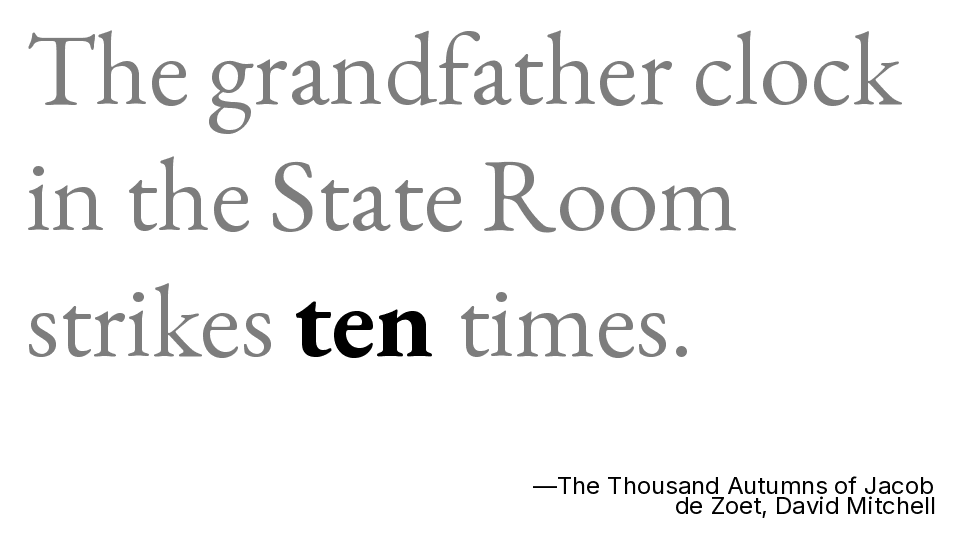 The grandfather clock
in the State Room
strikes ten times.
—The Thousand Autumns of Jacob
de Zoet, David Mitchell